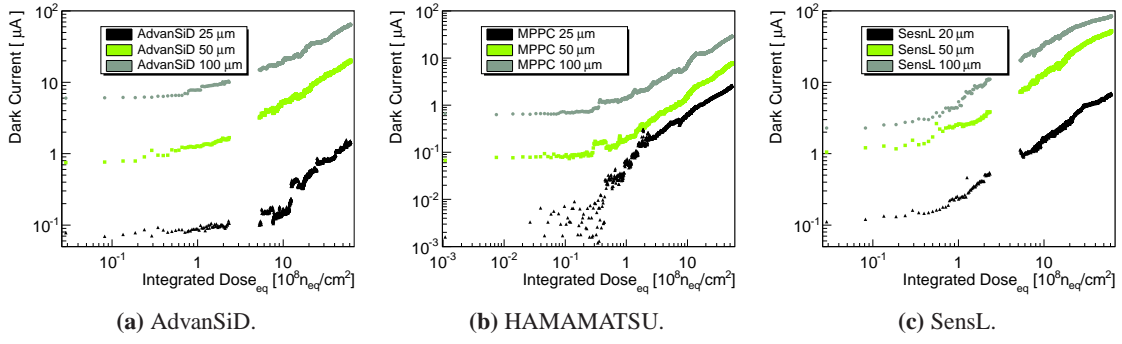 Dark Current [ μA ]
10²
10
1
10⁻¹
AdvanSiD 25 μm
AdvanSiD 50 μm
AdvanSiD 100 μm
10⁻¹ 1 10
Integrated Dose_eq [10⁸n_eq/cm²]
(a) AdvanSiD.
Dark Current [ μA ]
10²
10
1
10⁻¹
10⁻²
10⁻³
MPPC 25 μm
MPPC 50 μm
MPPC 100 μm
10⁻³ 10⁻² 10⁻¹ 1 10
Integrated Dose_eq [10⁸n_eq/cm²]
(b) HAMAMATSU.
Dark Current [ μA ]
10²
10
1
10⁻¹
SesnL 20 μm
SensL 50 μm
SensL 100 μm
10⁻¹ 1 10
Integrated Dose_eq [10⁸n_eq/cm²]
(c) SensL.